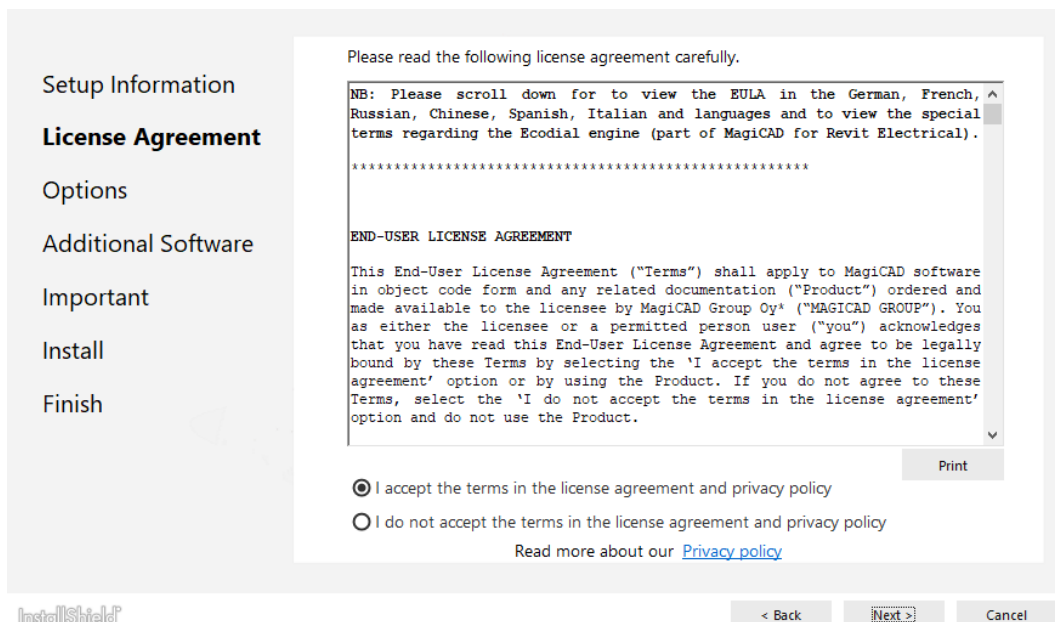 Setup Information
License Agreement
Options
Additional Software
Important
Install
Finish
Please read the following license agreement carefully.
NB: Please scroll down for to view the EULA in the German, French,
Russian, Chinese, Spanish, Italian and languages and to view the special
terms regarding the Ecodial engine (part of MagiCAD for Revit Electrical).
******************************************************
END-USER LICENSE AGREEMENT
This End-User License Agreement (“Terms”) shall apply to MagiCAD software
in object code form and any related documentation (“Product”) ordered and
made available to the licensee by MagiCAD Group Oy* (“MAGICAD GROUP”). You
as either the licensee or a permitted person user (“you”) acknowledges
that you have read this End-User License Agreement and agree to be legally
bound by these Terms by selecting the ‘I accept the terms in the license
agreement’ option or by using the Product. If you do not agree to these
Terms, select the ‘I do not accept the terms in the license agreement’
option and do not use the Product.
Print
I accept the terms in the license agreement and privacy policy
I do not accept the terms in the license agreement and privacy policy
Read more about our Privacy policy
InstallShield
< Back
Next >
Cancel